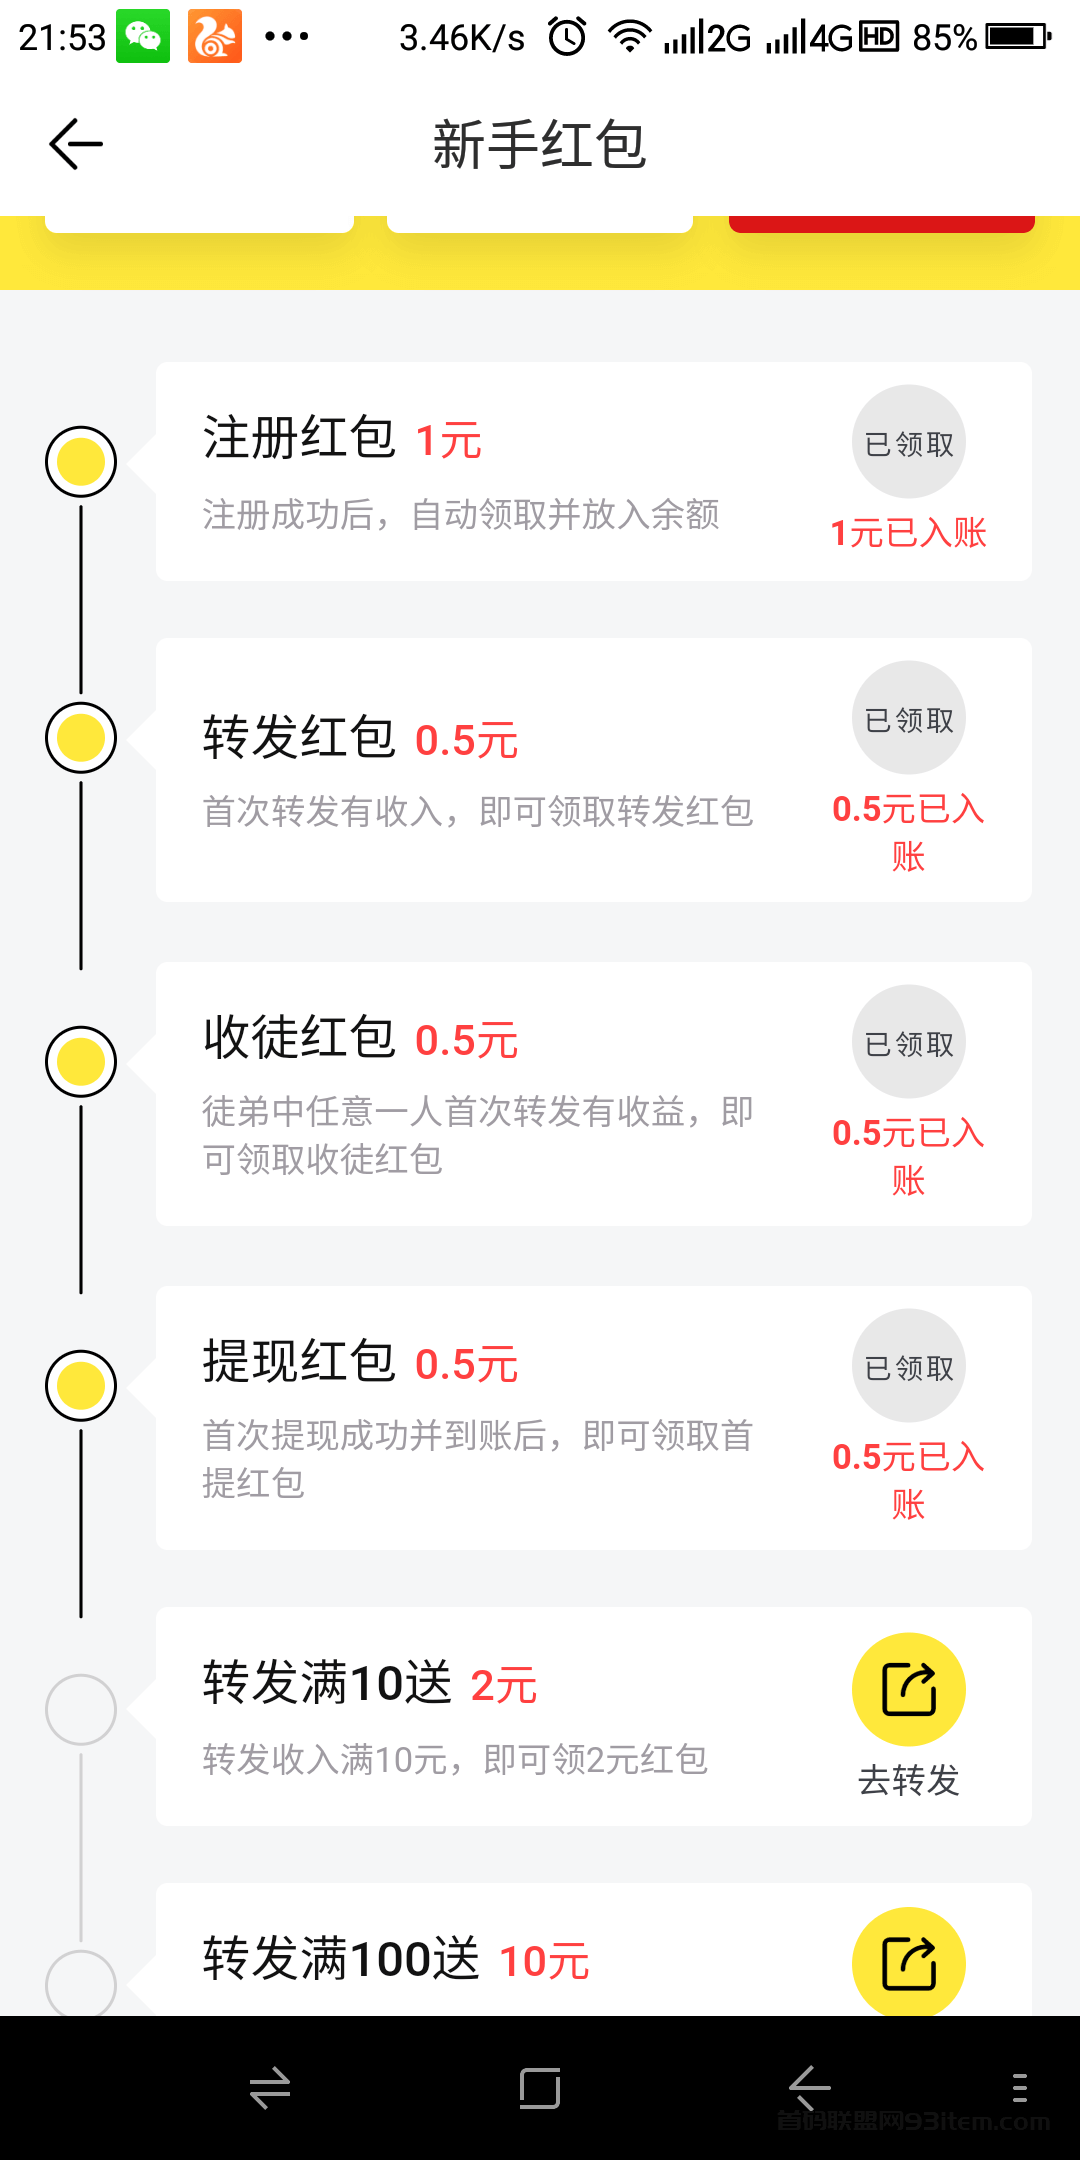 21:53 3.46K/s 2G 4G HD 85%
新手红包
注册红包 1元
已领取
注册成功后，自动领取并放入余额
1元已入账
转发红包 0.5元
已领取
首次转发有收入，即可领取转发红包
0.5元已入
账
收徒红包 0.5元
已领取
徒弟中任意一人首次转发有收益，即
可领取收徒红包
0.5元已入
账
提现红包 0.5元
已领取
首次提现成功并到账后，即可领取首
提红包
0.5元已入
账
转发满10送 2元
转发收入满10元，即可领2元红包
去转发
转发满100送 10元
首码联盟网93item.com